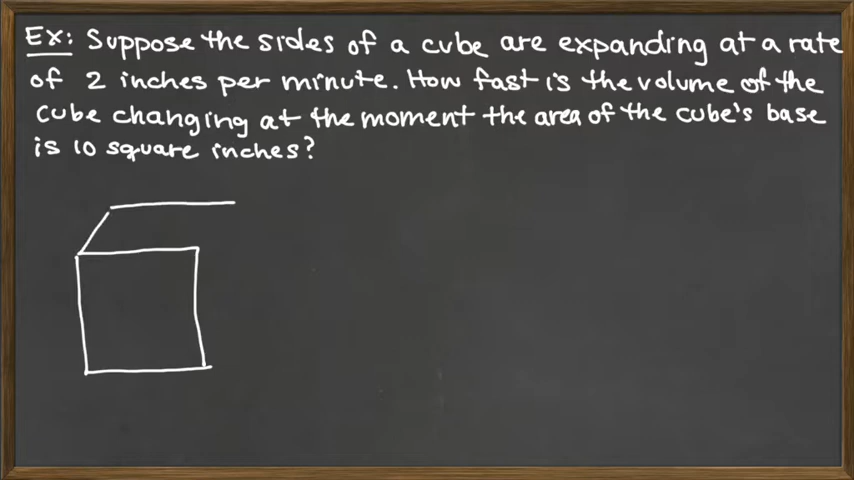 Ex: Suppose the sides of a cube are expanding at a rate
of 2 inches per minute. How fast is the volume of the
cube changing at the moment the area of the cube's base
is 10 square inches?